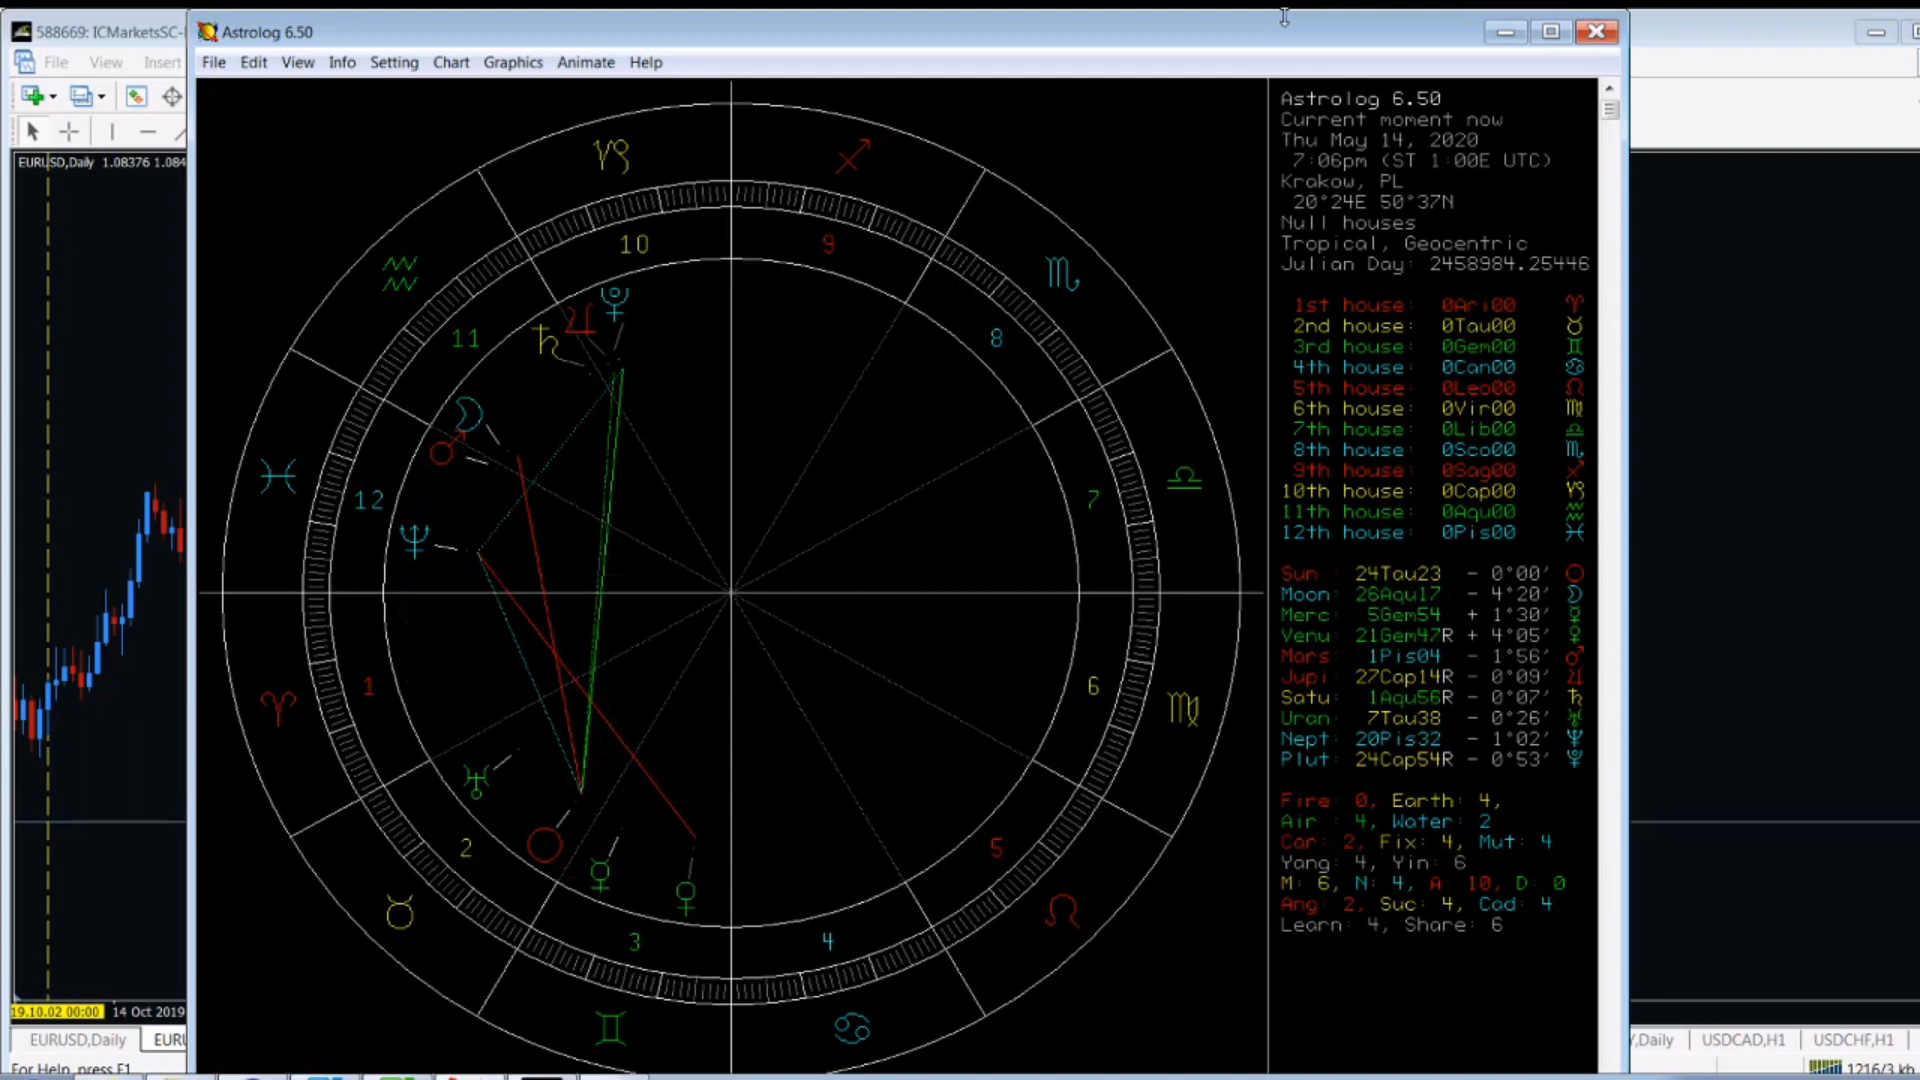 588669: ICMarketsSC-
Astrolog 6.50
File View Insert
File Edit View Info Setting Chart Graphics Animate Help
EURUSD,Daily 1.08376 1.084
10
9
11
8
12
7
1
6
2
5
3
4
Astrolog 6.50
Current moment now
Thu May 14, 2020
7:06pm (ST 1:00E UTC)
Krakow, PL
20°24E 50°37N
Null houses
Tropical, Geocentric
Julian Day: 2458984.25446
1st house: 0Ari00 ♈
2nd house: 0Tau00 ♉
3rd house: 0Gem00 ♊
4th house: 0Can00 ♋
5th house: 0Leo00 ♌
6th house: 0Vir00 ♍
7th house: 0Lib00 ♎
8th house: 0Sco00 ♏
9th house: 0Sag00 ♐
10th house: 0Cap00 ♑
11th house: 0Aqu00 ♒
12th house: 0Pis00 ♓
Sun : 24Tau23 - 0°00' ☉
Moon: 26Aqu17 - 4°20' ☽
Merc: 5Gem54 + 1°30' ☿
Venu: 21Gem47R + 4°05' ♀
Mars: 1Pis04 - 1°56' ♂
Jupi: 27Cap14R - 0°09' ♃
Satu: 1Aqu56R - 0°07' ♄
Uran: 7Tau38 - 0°26' ♅
Nept: 20Pis32 - 1°02' ♆
Plut: 24Cap54R - 0°53' ♇
Fire: 0, Earth: 4,
Air : 4, Water: 2
Car: 2, Fix: 4, Mut: 4
Yang: 4, Yin: 6
M: 6, N: 4, A: 10, D: 0
Ang: 2, Suc: 4, Cad: 4
Learn: 4, Share: 6
19.10.02 00:00 14 Oct 2019
EURUSD,Daily EURU
Y,Daily USDCAD,H1 USDCHF,H1
For Help, press F1
1216/3 kb